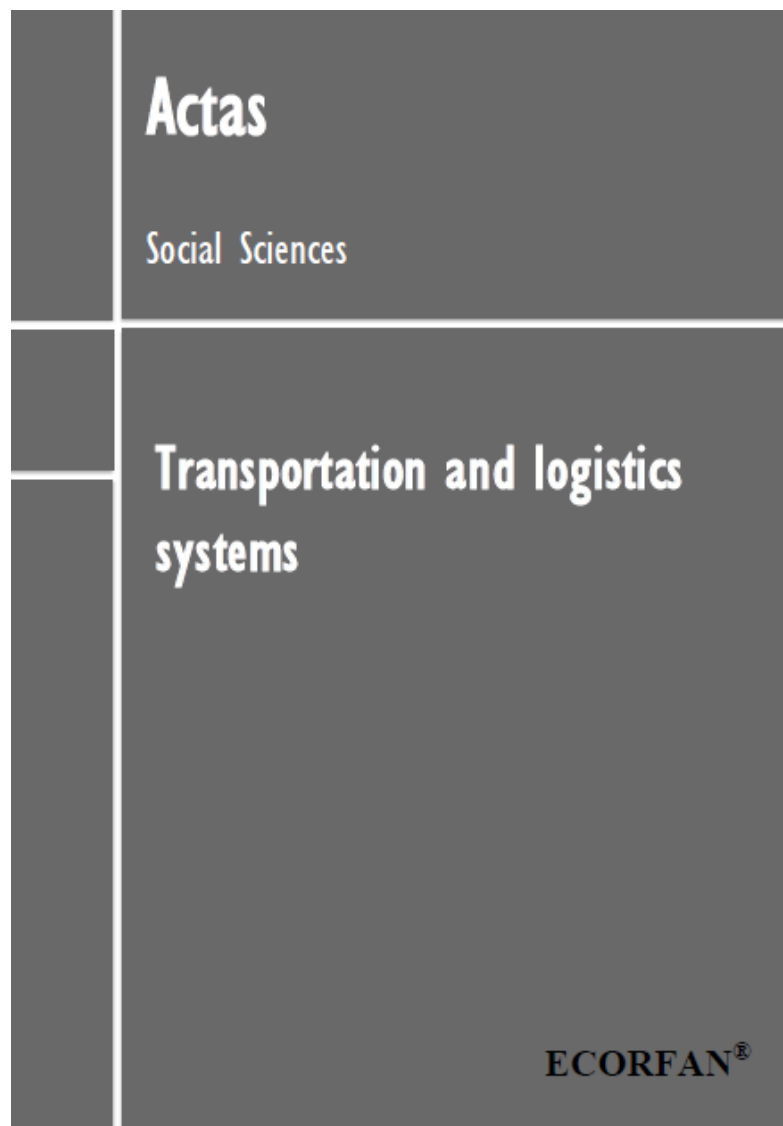 Actas
Social Sciences
Transportation and logistics
systems
ECORFAN®